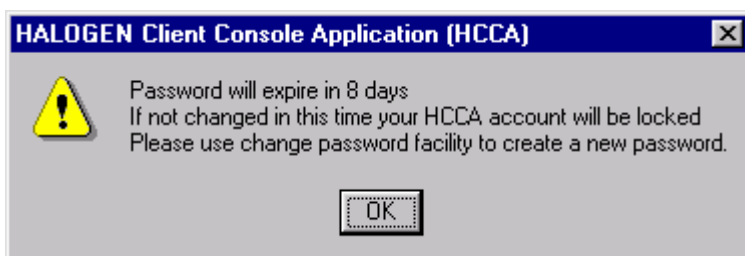 HALOGEN Client Console Application (HCCA)
Password will expire in 8 days
If not changed in this time your HCCA account will be locked
Please use change password facility to create a new password.
OK